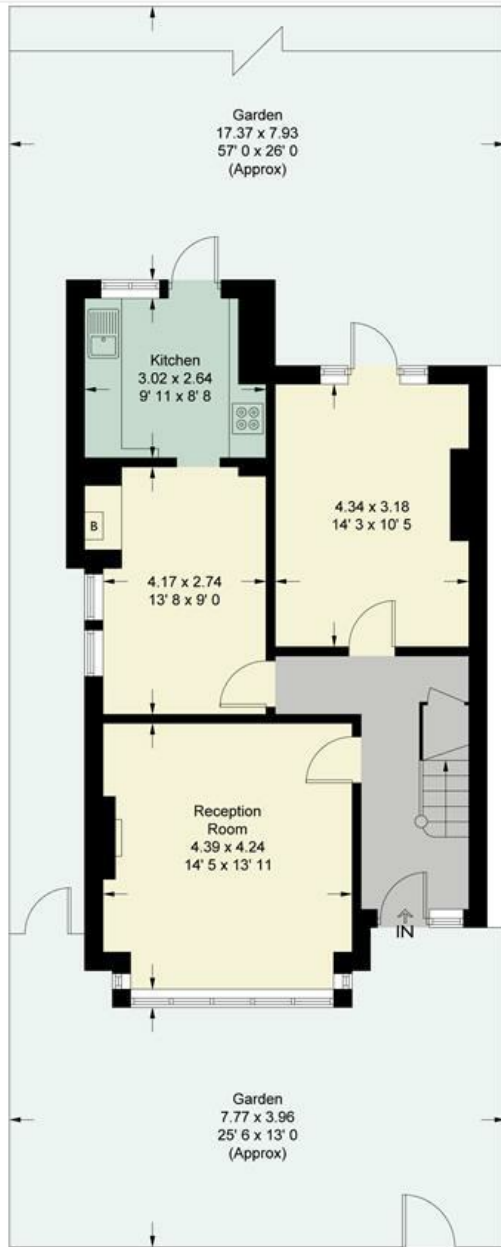 Garden
17.37 x 7.93
57' 0 x 26' 0
(Approx)
Kitchen
3.02 x 2.64
9' 11 x 8' 8
4.34 x 3.18
14' 3 x 10' 5
B
4.17 x 2.74
13' 8 x 9' 0
Reception
Room
4.39 x 4.24
14' 5 x 13' 11
IN
Garden
7.77 x 3.96
25' 6 x 13' 0
(Approx)